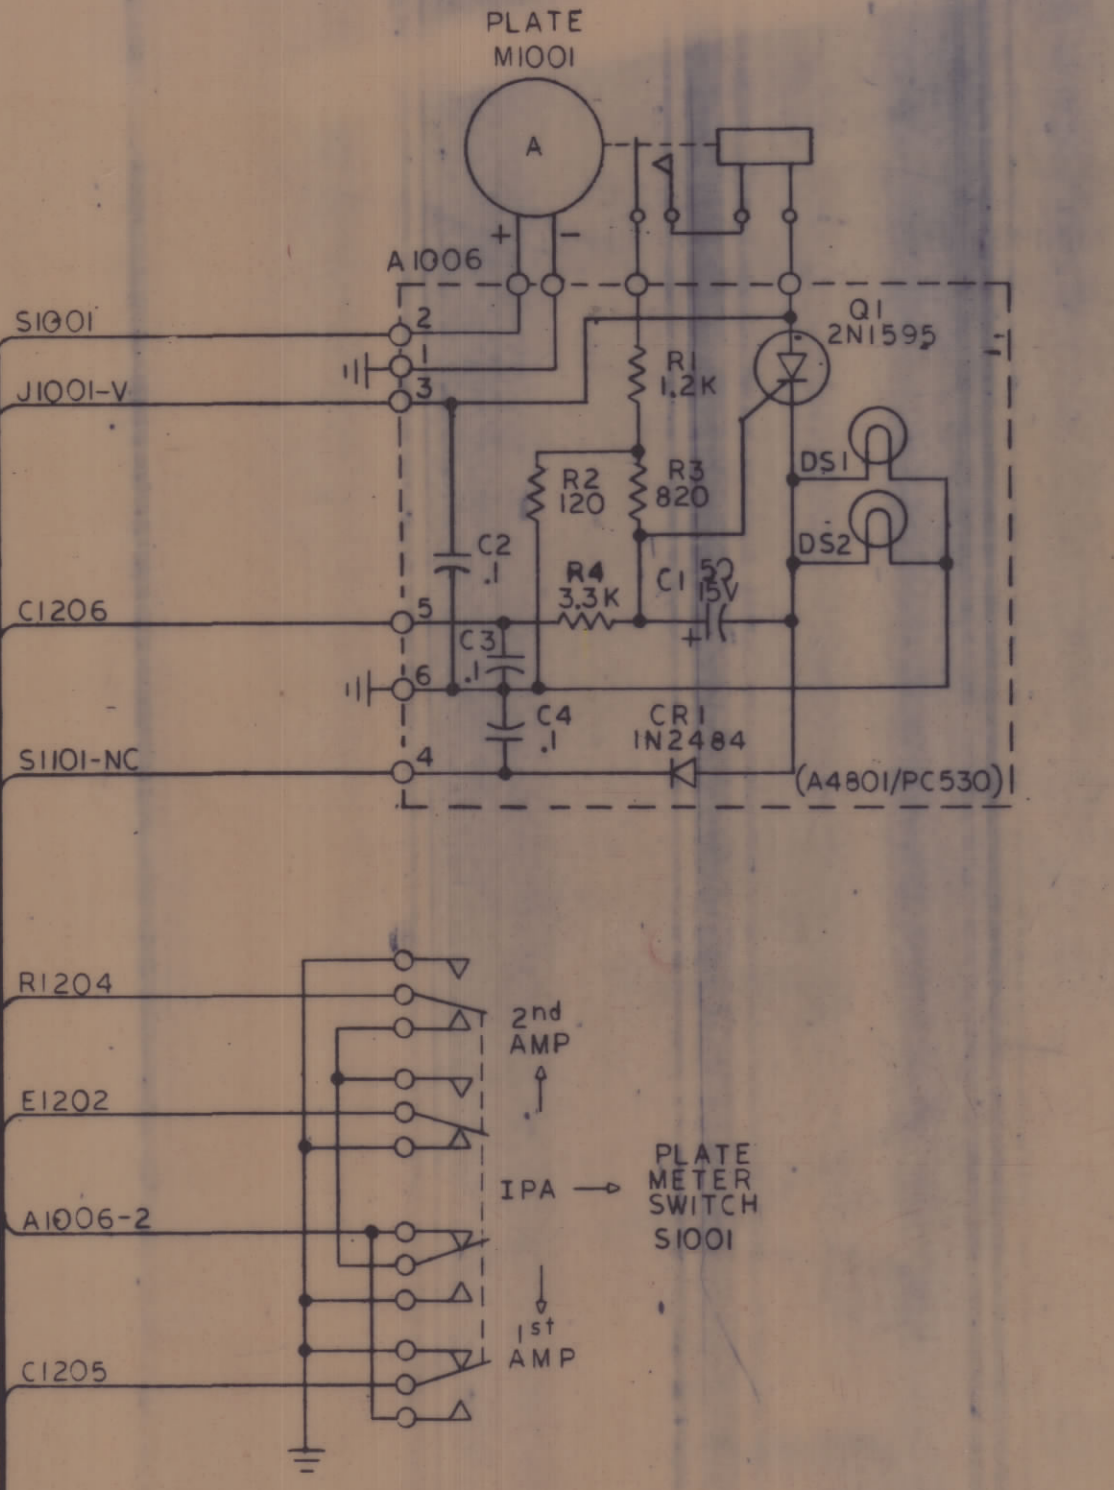 PLATE
M1001
A
+ -
A1006
S1001
2
Q1
2N1595
1
J1001-V
3
R1
1.2K
DS1
R2
120
R3
820
DS2
C2
.1
R4
3.3K
C1 50
15V
+
C1206
5
C3
.1
6
C4
.1
CR1
1N2484
S1101-NC
4
(A4801/PC530)
R1204
2nd
AMP
E1202
IPA
PLATE
METER
SWITCH
S1001
A1006-2
1st
AMP
C1205